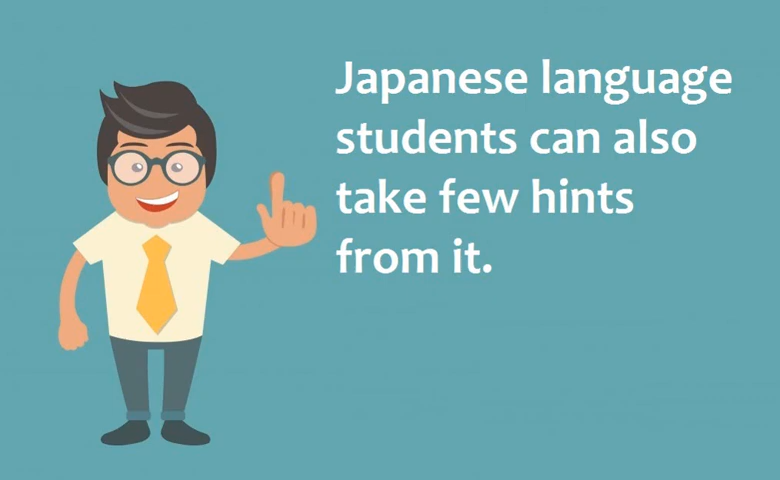 Japanese language
students can also
take few hints
from it.